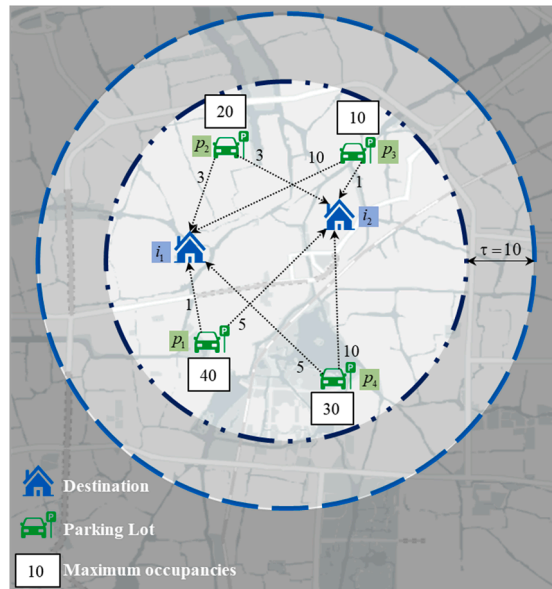 20
10
p2
3
3
10
1
p3
i2
i1
τ = 10
1
5
p1
10
5
p4
40
30
Destination
Parking Lot
10 Maximum occupancies